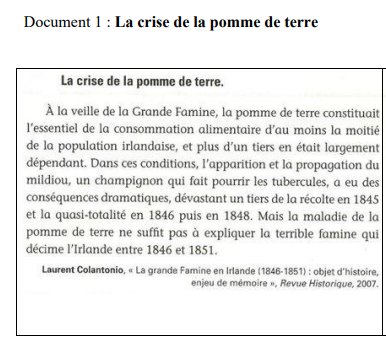 Document 1 : La crise de la pomme de terre
La crise de la pomme de terre.
À la veille de la Grande Famine, la pomme de terre constituait
l'essentiel de la consommation alimentaire d'au moins la moitié
de la population irlandaise, et plus d'un tiers en était largement
dépendant. Dans ces conditions, l'apparition et la propagation du
mildiou, un champignon qui fait pourrir les tubercules, a eu des
conséquences dramatiques, dévastant un tiers de la récolte en 1845
et la quasi-totalité en 1846 puis en 1848. Mais la maladie de la
pomme de terre ne suffit pas à expliquer la terrible famine qui
décime l'Irlande entre 1846 et 1851.
Laurent Colantonio, « La grande Famine en Irlande (1846-1851) : objet d'histoire,
enjeu de mémoire », Revue Historique, 2007.